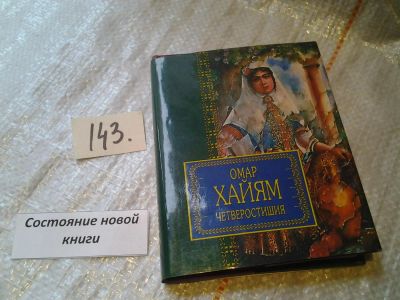 143.
Состояние новой
книги
ОМАР
ХАЙЯМ
ЧЕТВЕРОСТИШИЯ